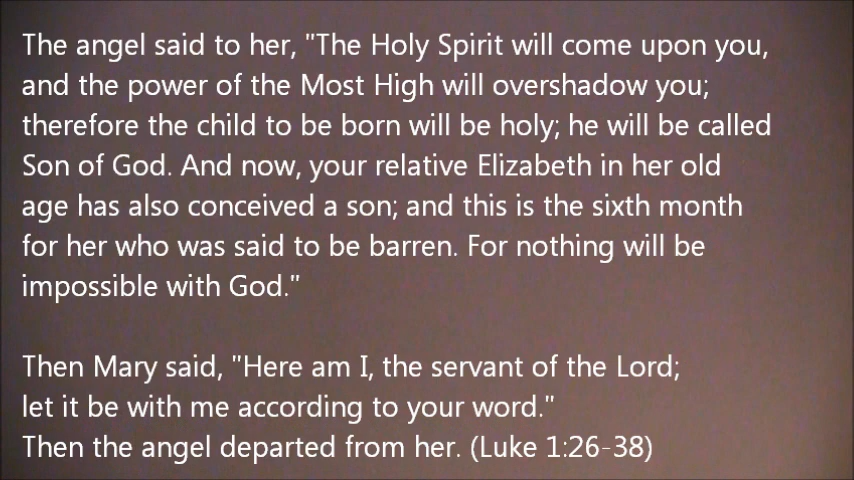 The angel said to her, "The Holy Spirit will come upon you,
and the power of the Most High will overshadow you;
therefore the child to be born will be holy; he will be called
Son of God. And now, your relative Elizabeth in her old
age has also conceived a son; and this is the sixth month
for her who was said to be barren. For nothing will be
impossible with God."
Then Mary said, "Here am I, the servant of the Lord;
let it be with me according to your word."
Then the angel departed from her. (Luke 1:26-38)